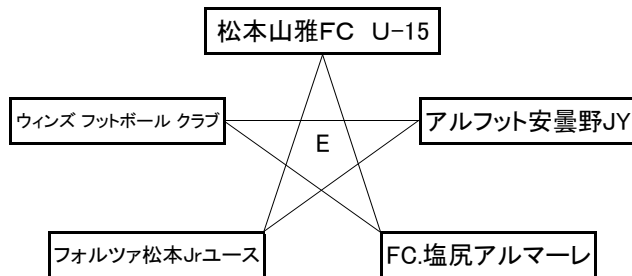 松本山雅FC U-15
ウィンズ フットボール クラブ
アルフット安曇野JY
E
フォルツァ松本Jrユース
FC.塩尻アルマーレ